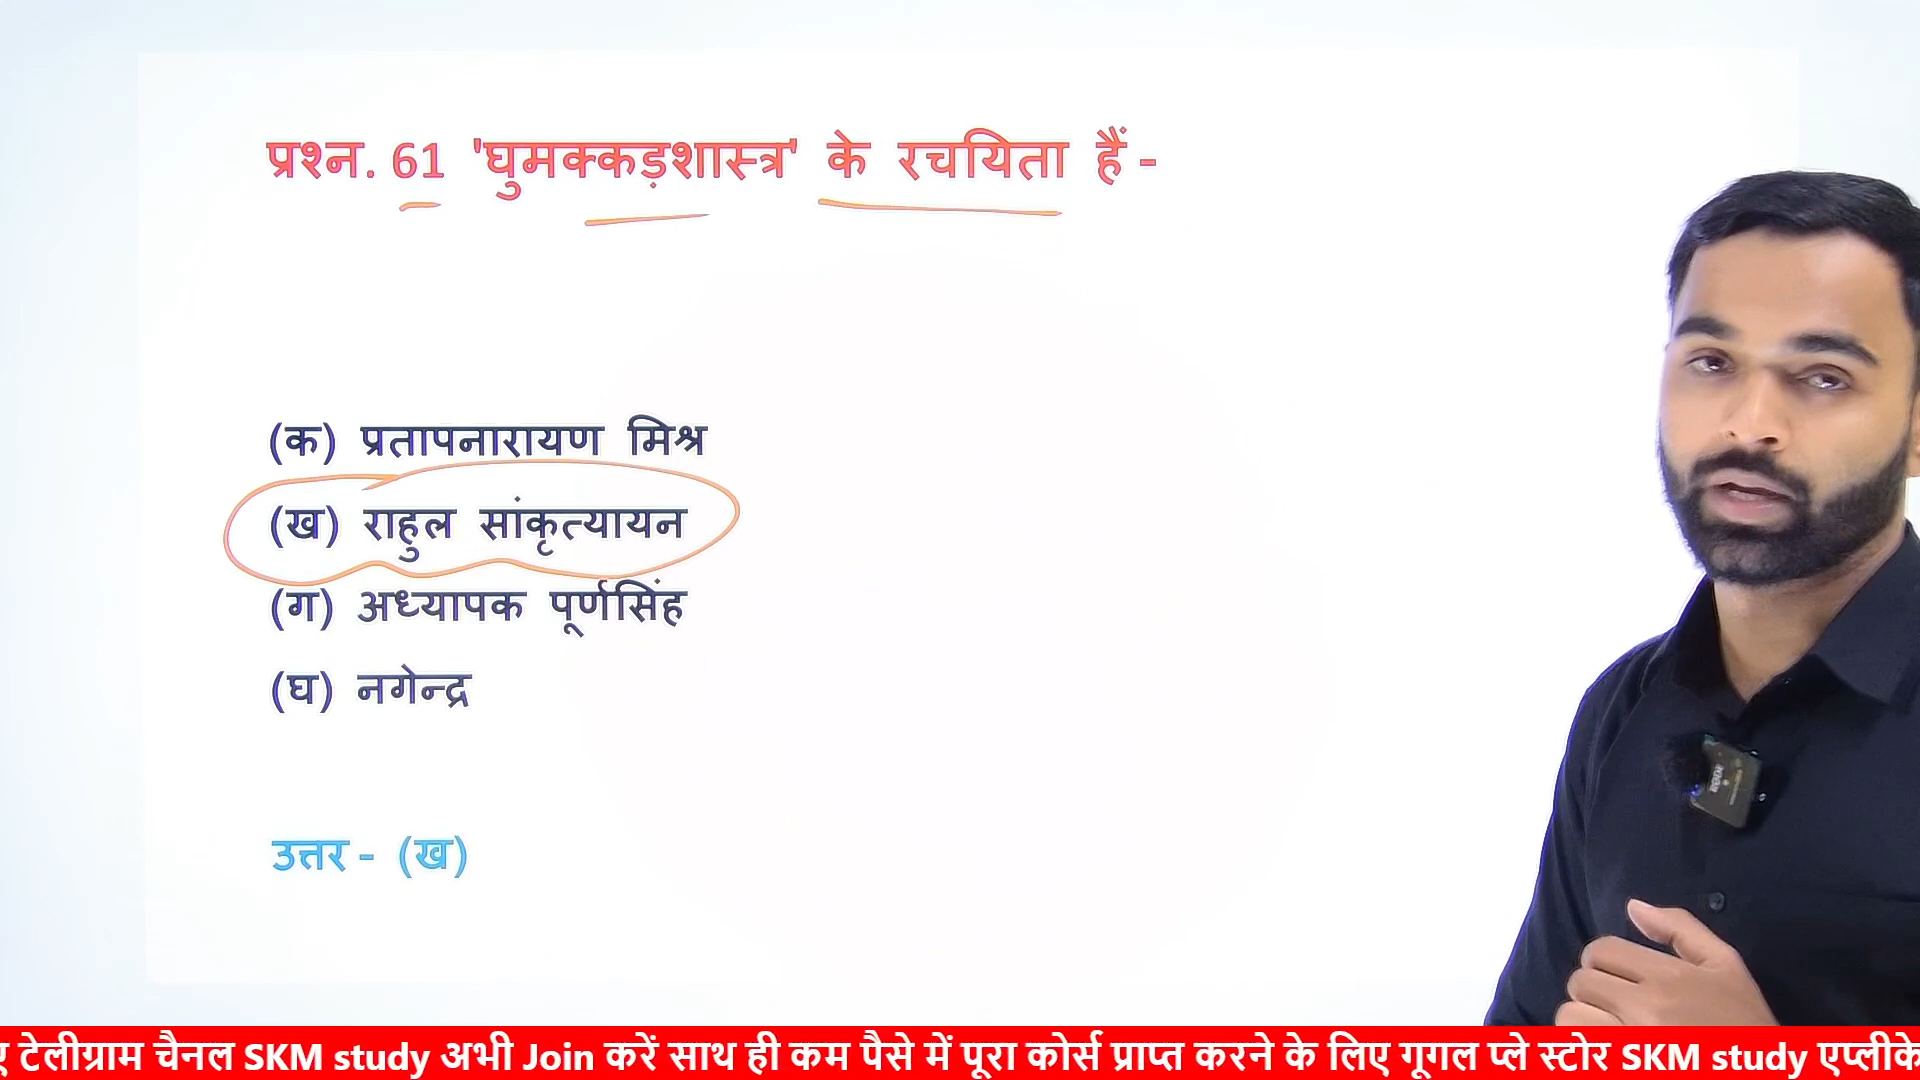 प्रश्न. 61 'घुमक्कड़शास्त्र' के रचयिता हैं -
(क) प्रतापनारायण मिश्र
(ख) राहुल सांकृत्यायन
(ग) अध्यापक पूर्णसिंह
(घ) नगेन्द्र
उत्तर - (ख)
टेलीग्राम चैनल SKM study अभी Join करें साथ ही कम पैसे में पूरा कोर्स प्राप्त करने के लिए गूगल प्ले स्टोर SKM study एप्लीके